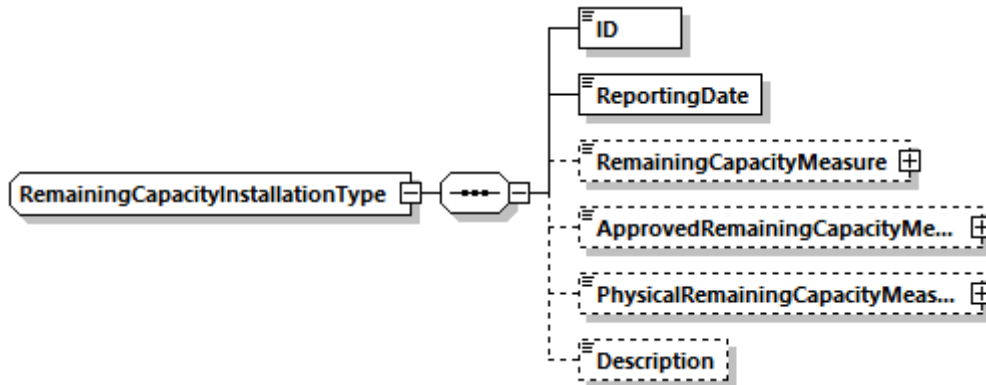 ID
ReportingDate
RemainingCapacityMeasure
RemainingCapacityInstallationType
ApprovedRemainingCapacityMe...
PhysicalRemainingCapacityMeas...
Description